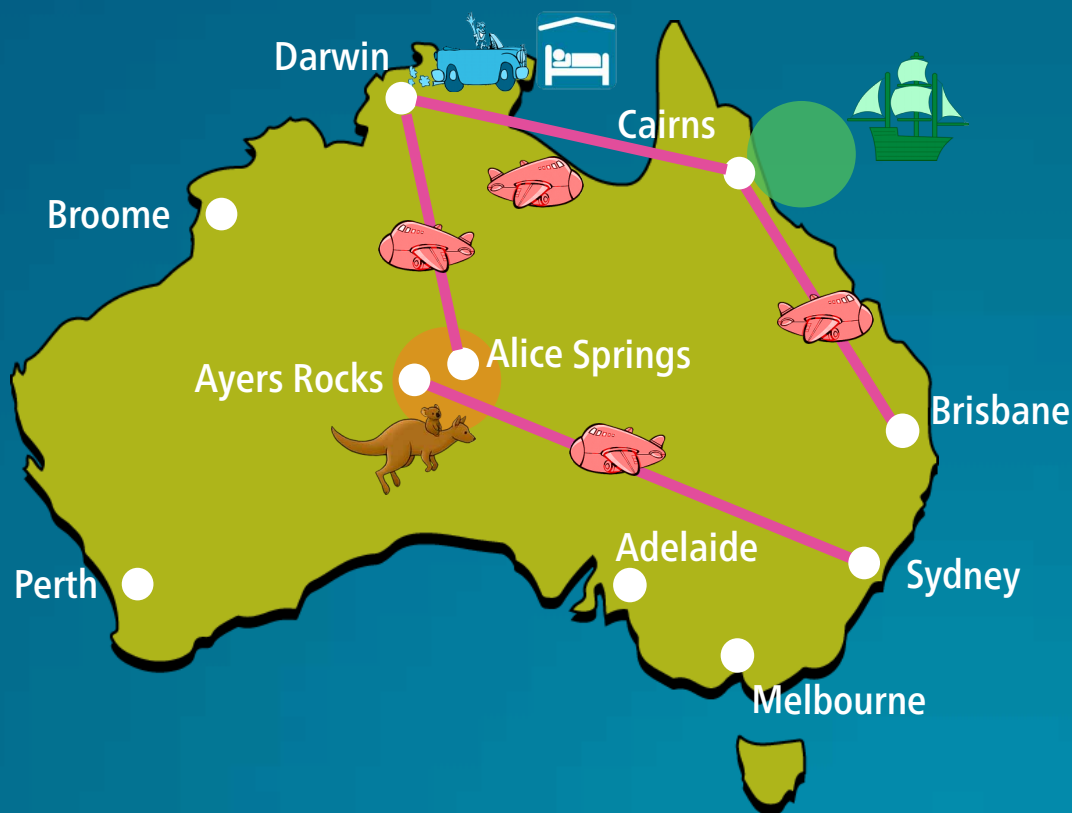 Darwin
Cairns
Broome
Alice Springs
Ayers Rocks
Brisbane
Adelaide
Sydney
Perth
Melbourne